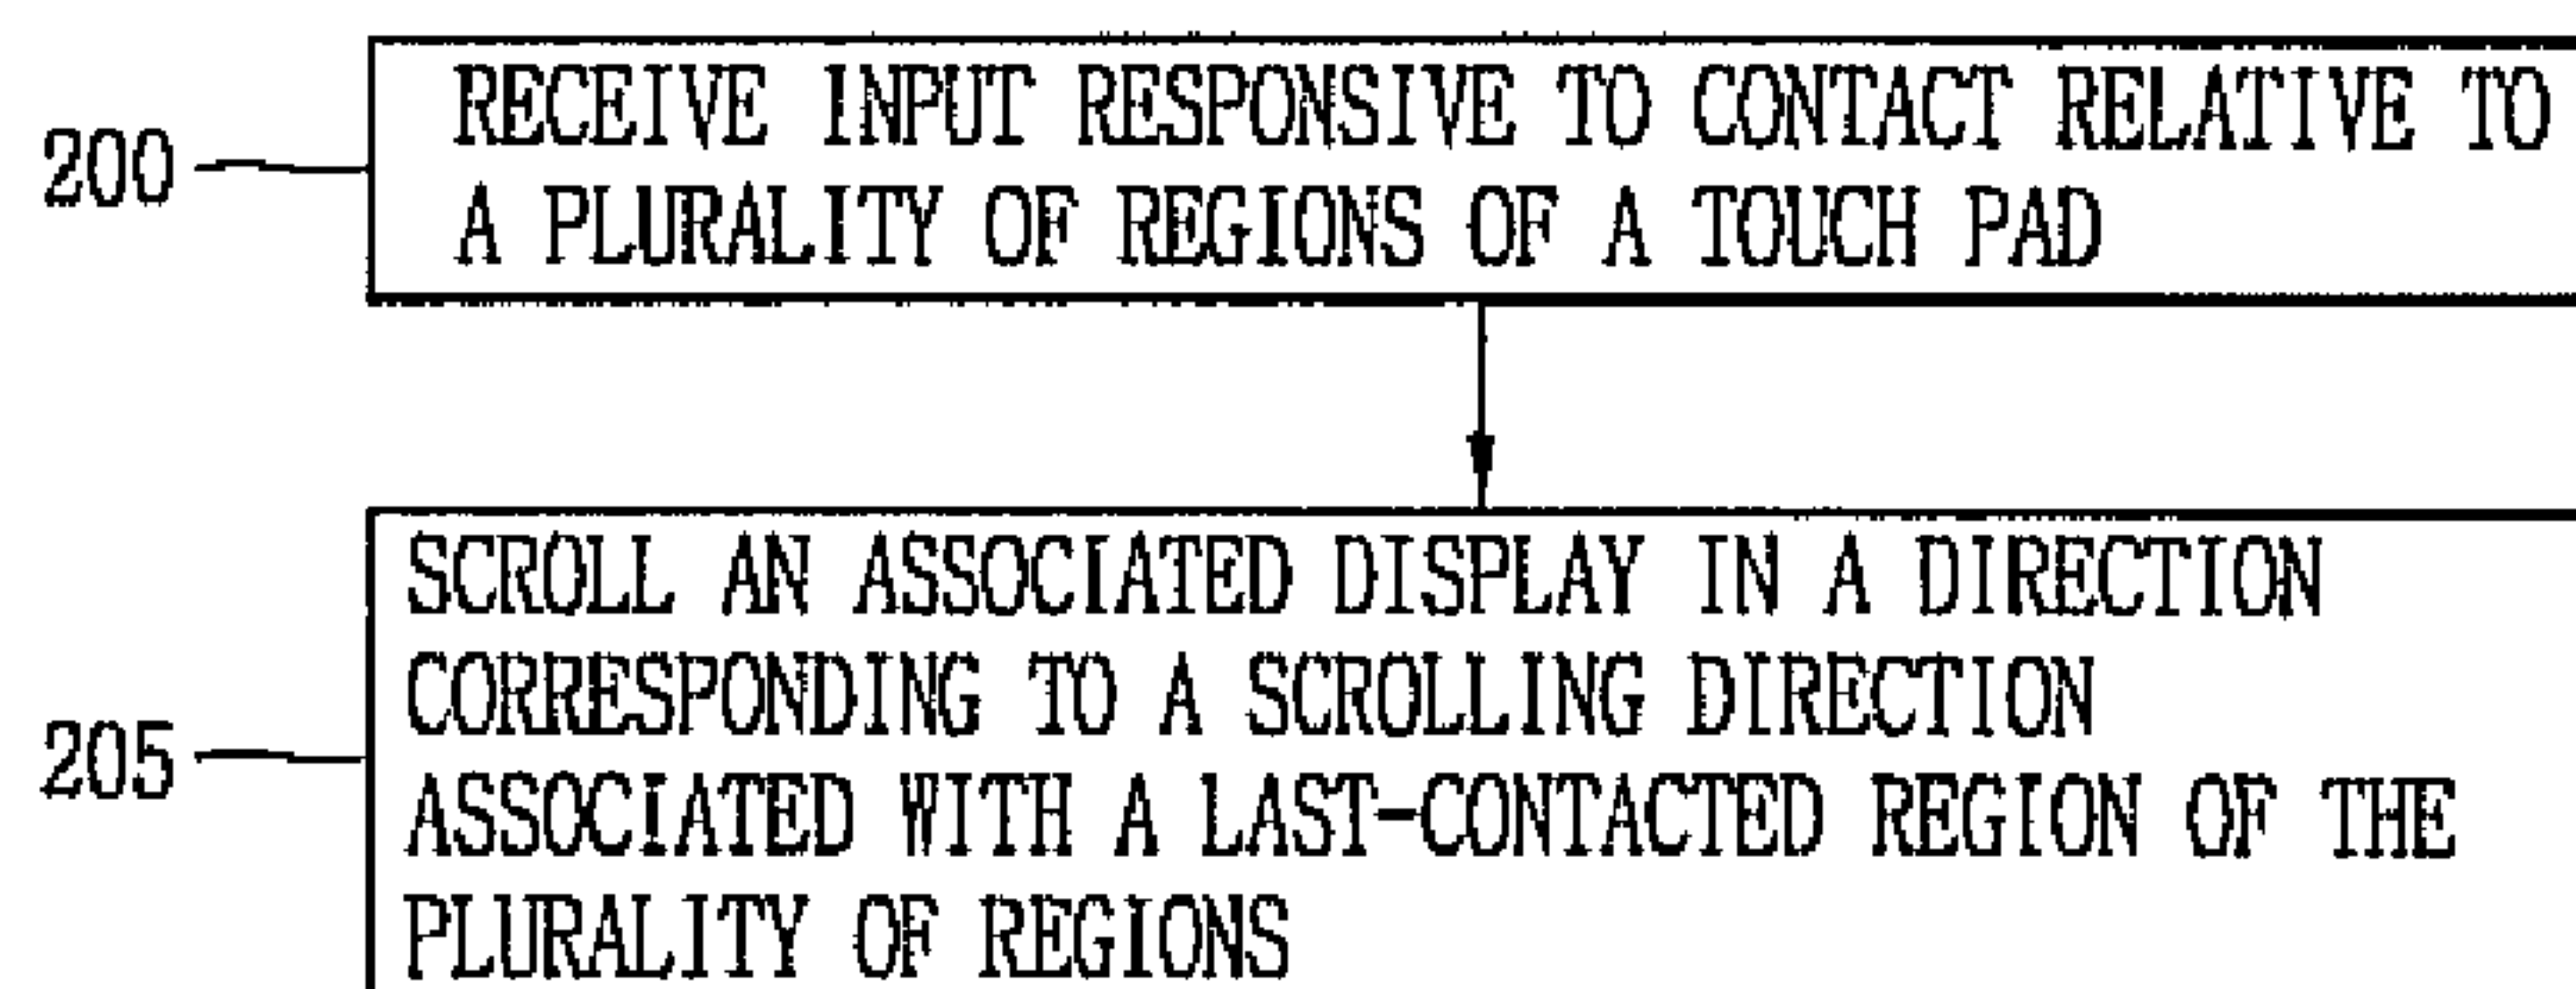 200
RECEIVE INPUT RESPONSIVE TO CONTACT RELATIVE TO
A PLURALITY OF REGIONS OF A TOUCH PAD
205
SCROLL AN ASSOCIATED DISPLAY IN A DIRECTION
CORRESPONDING TO A SCROLLING DIRECTION
ASSOCIATED WITH A LAST-CONTACTED REGION OF THE
PLURALITY OF REGIONS